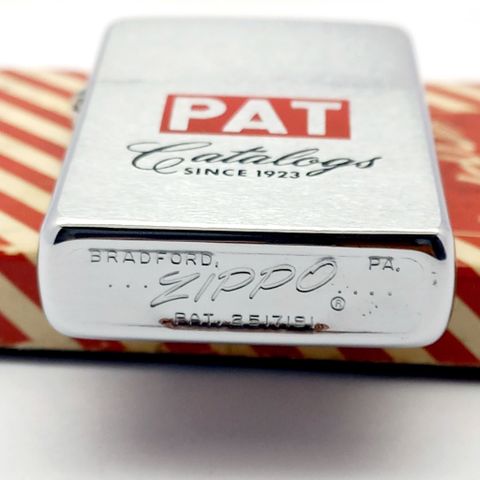 PAT
Catalogs
SINCE 1923
BRADFORD. PA.
....ZIPPO®....
PAT. 2517191